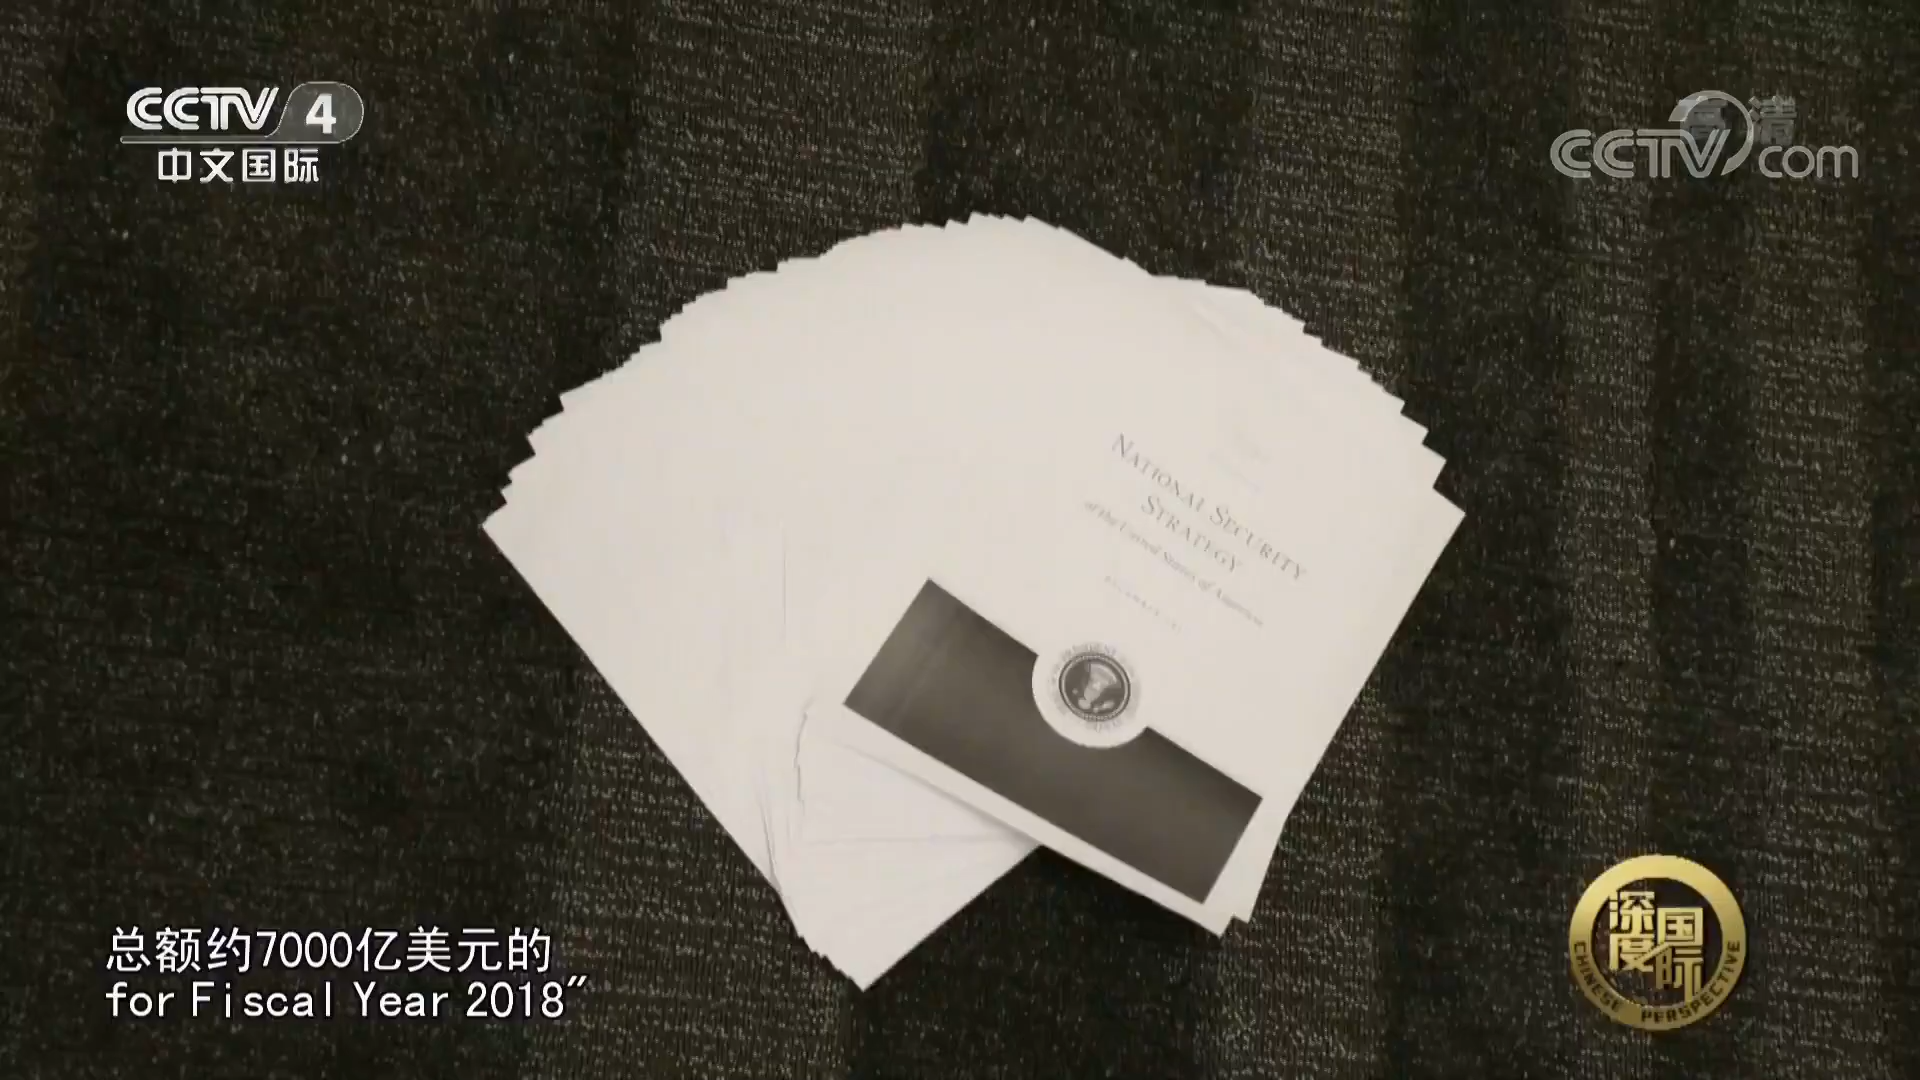 CCTV 4
中文国际
高清
CCTV.com
NATIONAL SECURITY
STRATEGY
of the United States of America
总额约7000亿美元的
for Fiscal Year 2018"
深度国际
CHINESE PERSPECTIVE